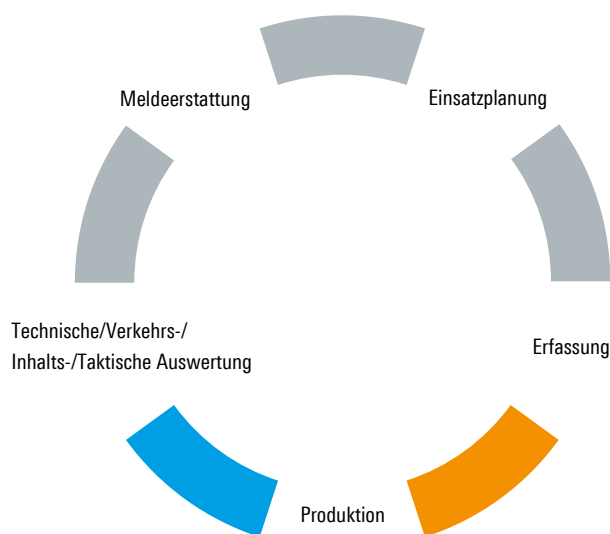 Meldeerstattung
Einsatzplanung
Technische/Verkehrs-/
Inhalts-/Taktische Auswertung
Erfassung
Produktion